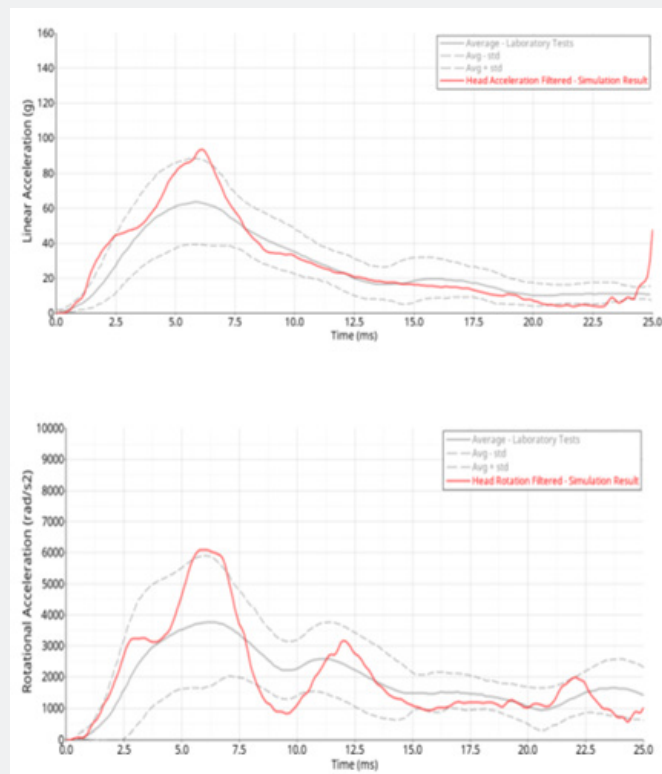 160
140
120
100
80
60
40
20
0
Linear Acceleration (g)
Average - Laboratory Tests
Avg - std
Avg + std
Head Acceleration Filtered - Simulation Result
0.0 2.5 5.0 7.5 10.0 12.5 15.0 17.5 20.0 22.5 25.0
Time (ms)
10000
9000
8000
7000
6000
5000
4000
3000
2000
1000
0
Rotational Acceleration (rad/s2)
Average - Laboratory Tests
Avg - std
Avg + std
Head Rotation Filtered - Simulation Result
0.0 2.5 5.0 7.5 10.0 12.5 15.0 17.5 20.0 22.5 25.0
Time (ms)